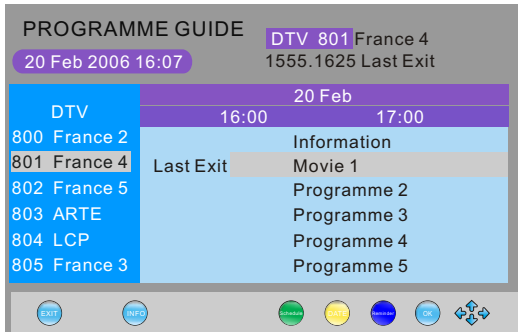 PROGRAMME GUIDE
DTV 801 France 4
20 Feb 2006 16:07
1555.1625 Last Exit
DTV
20 Feb
16:00 17:00
800 France 2
Information
801 France 4
Last Exit
Movie 1
802 France 5
Programme 2
803 ARTE
Programme 3
804 LCP
Programme 4
805 France 3
Programme 5
EXIT
INFO
Schedule
DATE
Reminder
OK